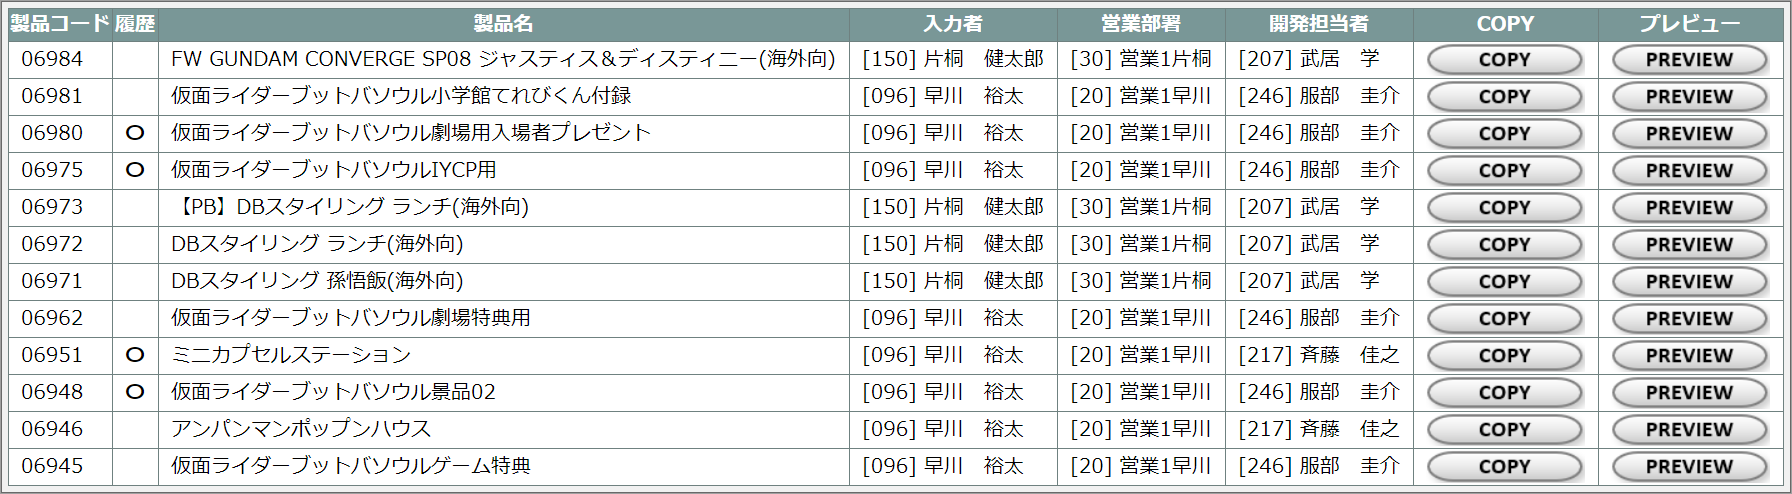 製品コード 履歴 製品名 入力者 営業部署 開発担当者 COPY プレビュー
06984 FW GUNDAM CONVERGE SP08 ジャスティス＆ディスティニー(海外向) [150] 片桐　健太郎 [30] 営業1片桐 [207] 武居　学 COPY PREVIEW
06981 仮面ライダーブットバソウル小学館てれびくん付録 [096] 早川　裕太 [20] 営業1早川 [246] 服部　圭介 COPY PREVIEW
06980 O 仮面ライダーブットバソウル劇場用入場者プレゼント [096] 早川　裕太 [20] 営業1早川 [246] 服部　圭介 COPY PREVIEW
06975 O 仮面ライダーブットバソウルIYCP用 [096] 早川　裕太 [20] 営業1早川 [246] 服部　圭介 COPY PREVIEW
06973 【PB】DBスタイリング ランチ(海外向) [150] 片桐　健太郎 [30] 営業1片桐 [207] 武居　学 COPY PREVIEW
06972 DBスタイリング ランチ(海外向) [150] 片桐　健太郎 [30] 営業1片桐 [207] 武居　学 COPY PREVIEW
06971 DBスタイリング 孫悟飯(海外向) [150] 片桐　健太郎 [30] 営業1片桐 [207] 武居　学 COPY PREVIEW
06962 仮面ライダーブットバソウル劇場特典用 [096] 早川　裕太 [20] 営業1早川 [246] 服部　圭介 COPY PREVIEW
06951 O ミニカプセルステーション [096] 早川　裕太 [20] 営業1早川 [217] 斉藤　佳之 COPY PREVIEW
06948 O 仮面ライダーブットバソウル景品02 [096] 早川　裕太 [20] 営業1早川 [246] 服部　圭介 COPY PREVIEW
06946 アンパンマンポップンハウス [096] 早川　裕太 [20] 営業1早川 [217] 斉藤　佳之 COPY PREVIEW
06945 仮面ライダーブットバソウルゲーム特典 [096] 早川　裕太 [20] 営業1早川 [246] 服部　圭介 COPY PREVIEW